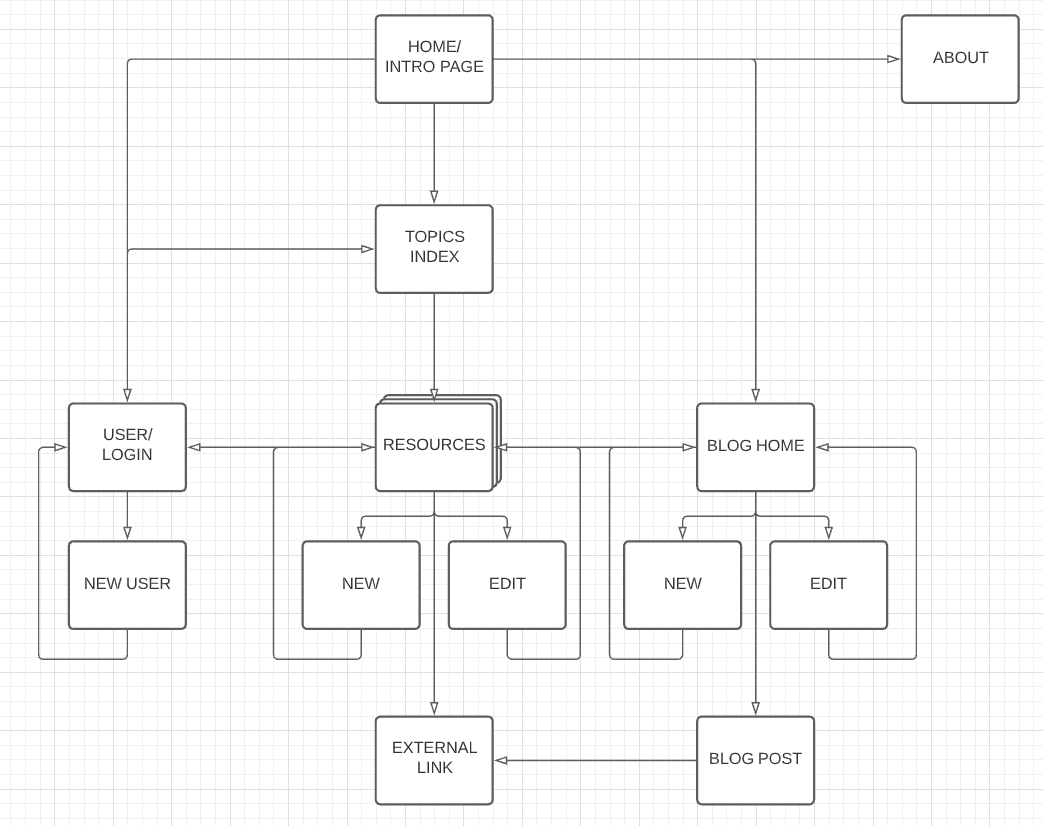 HOME/
INTRO PAGE
ABOUT
TOPICS
INDEX
USER/
LOGIN
RESOURCES
BLOG HOME
NEW USER
NEW
EDIT
NEW
EDIT
EXTERNAL
LINK
BLOG POST